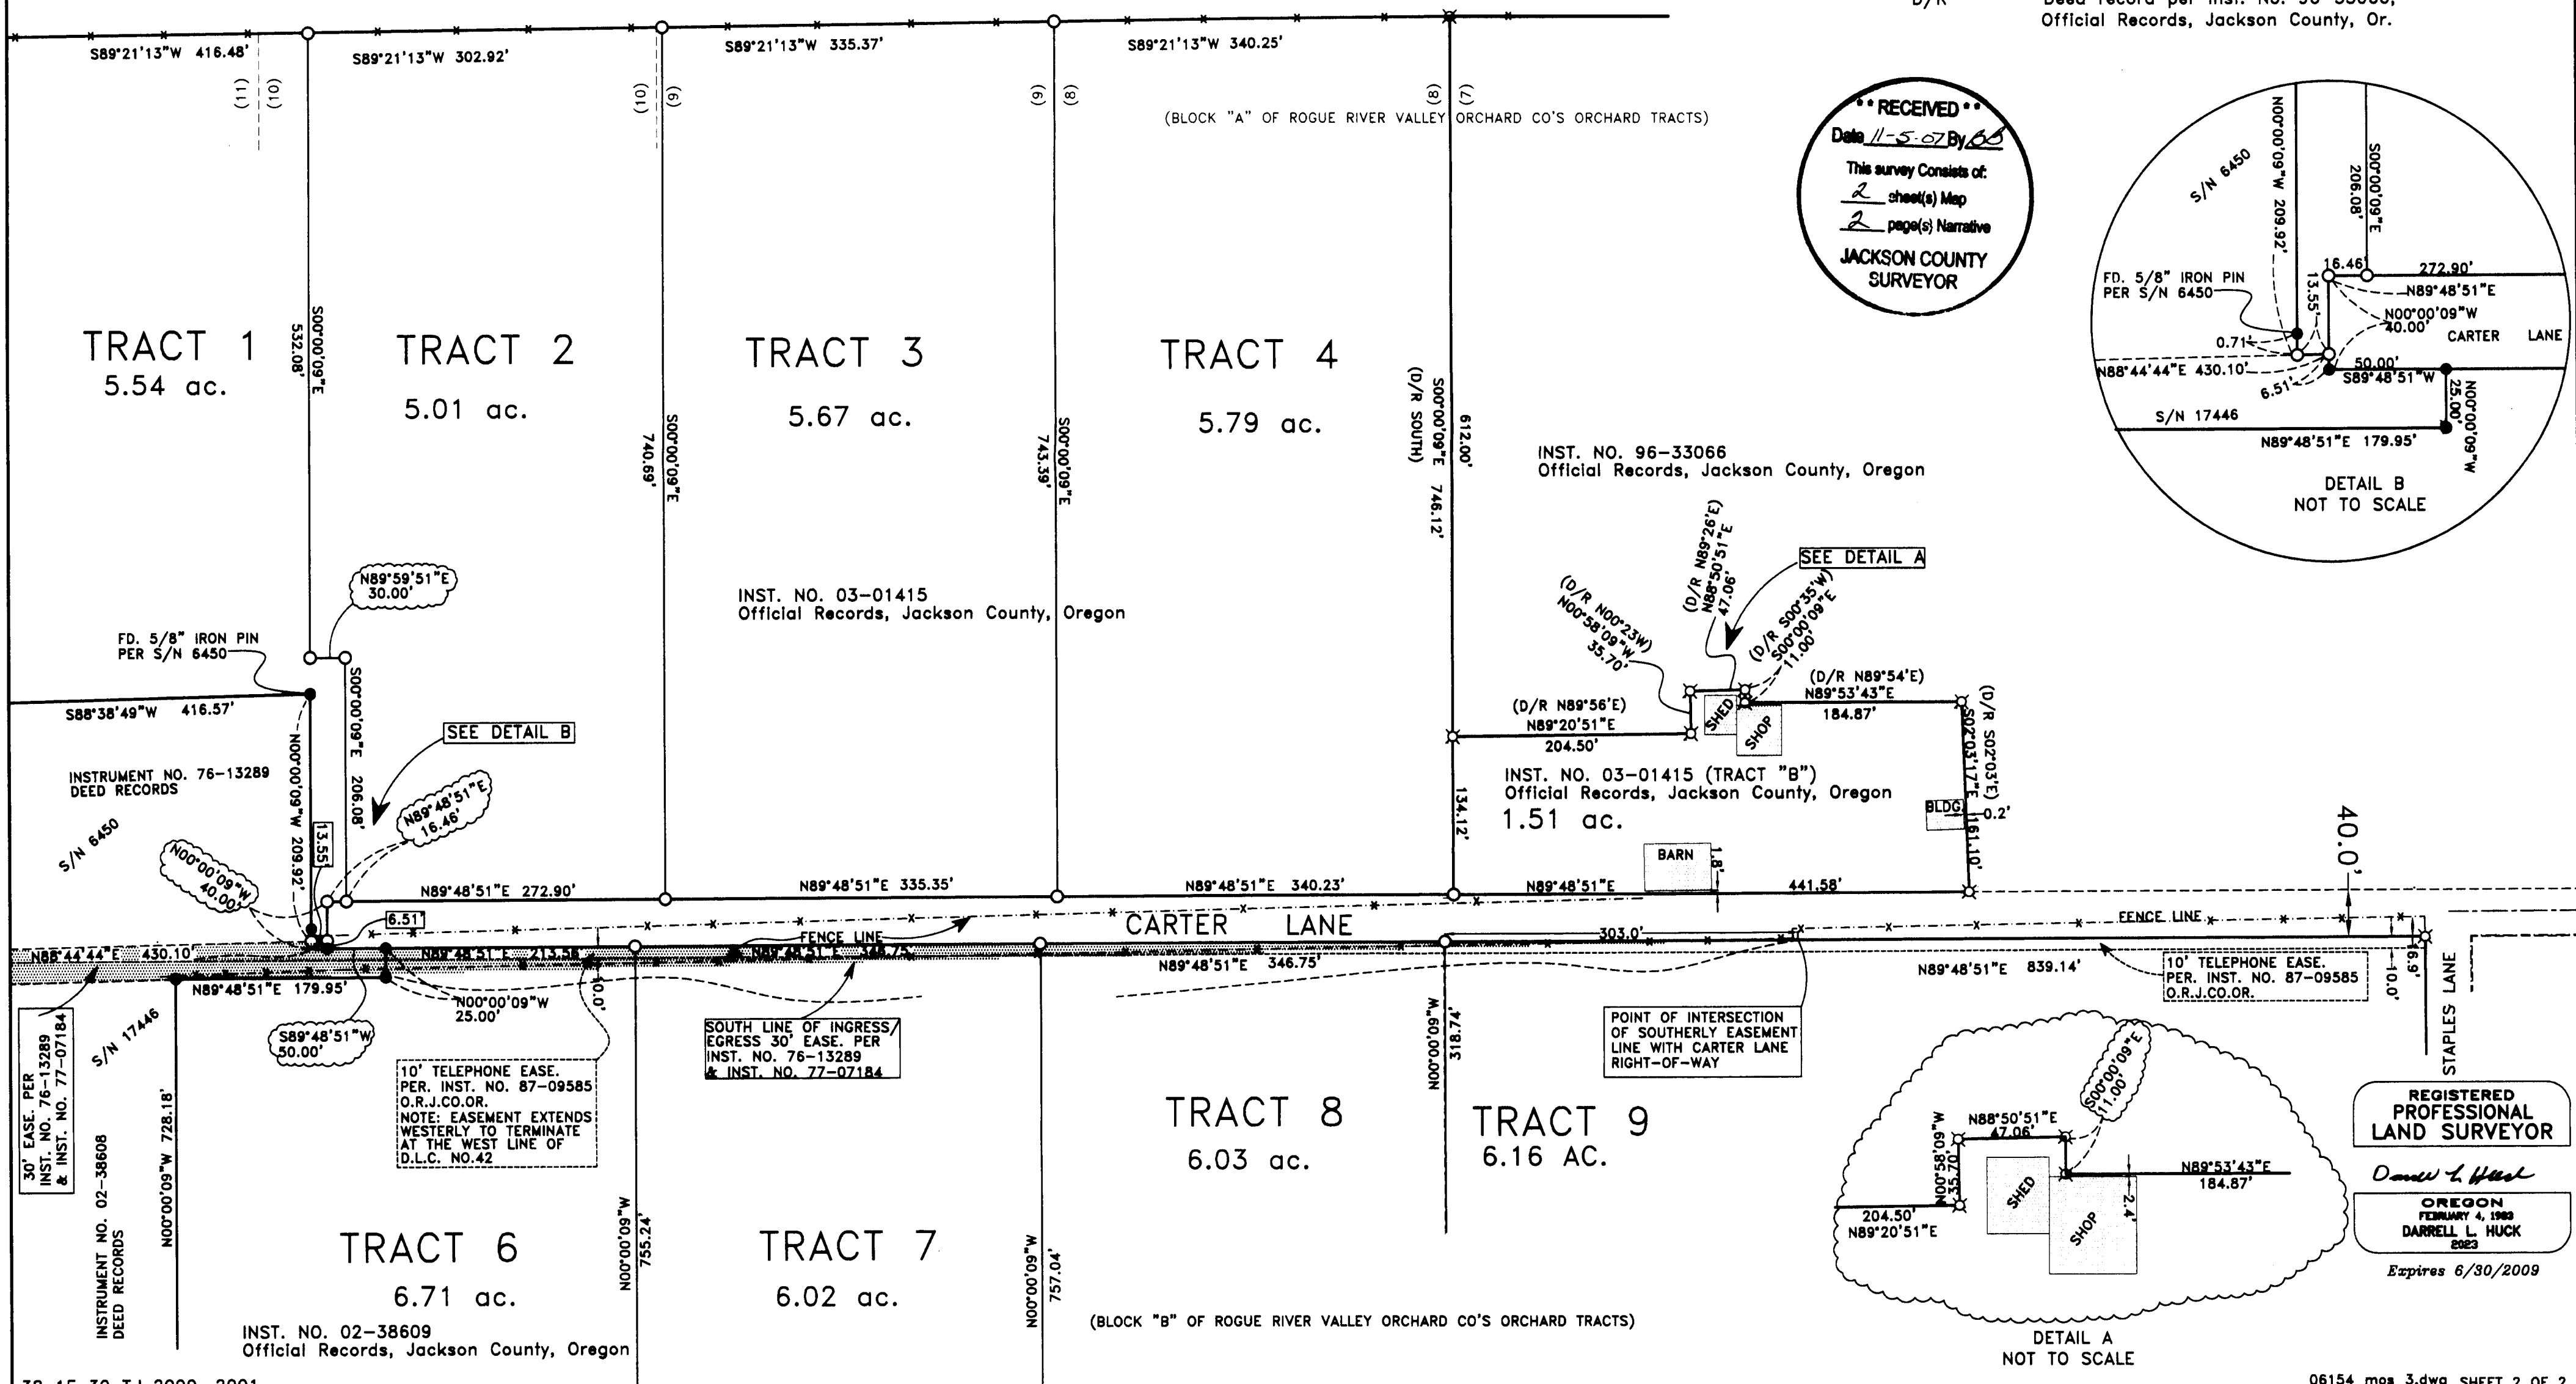 D/R
Deed record per Inst. No. 96-33066,
Official Records, Jackson County, Or.
S89°21'13"W 416.48'
S89°21'13"W 302.92'
S89°21'13"W 335.37'
S89°21'13"W 340.25'
(11)
(10)
(10)
(9)
(9)
(8)
(8)
(7)
(BLOCK "A" OF ROGUE RIVER VALLEY ORCHARD CO'S ORCHARD TRACTS)
** RECEIVED **
Date 11-5-07 By BB
This survey Consists of:
2 sheet(s) Map
2 page(s) Narrative
JACKSON COUNTY
SURVEYOR
S/N 6450
N00°00'09"W 209.92'
S00°00'09"E
206.08'
16.46'
272.90'
FD. 5/8" IRON PIN
PER S/N 6450
13.55'
N89°48'51"E
N00°00'09"W
40.00'
CARTER LANE
0.71'
N88°44'44"E 430.10'
50.00'
S89°48'51"W
6.51'
N00°00'09"W
25.00'
S/N 17446
N89°48'51"E 179.95'
DETAIL B
NOT TO SCALE
TRACT 1
5.54 ac.
S00°00'09"E
532.08'
TRACT 2
5.01 ac.
S00°00'09"E
740.69'
TRACT 3
5.67 ac.
S00°00'09"E
743.39'
TRACT 4
5.79 ac.
S00°00'09"E 746.12'
(D/R SOUTH)
612.00'
INST. NO. 96-33066
Official Records, Jackson County, Oregon
N89°59'51"E
30.00'
INST. NO. 03-01415
Official Records, Jackson County, Oregon
SEE DETAIL A
(D/R N89°26'E)
N88°50'51"E
47.06'
(D/R N00°23W)
N00°58'09"W
35.70'
(D/R S00°35'W)
S00°00'09"E
11.00'
FD. 5/8" IRON PIN
PER S/N 6450
(D/R N89°54'E)
N89°53'43"E
184.87'
(D/R N89°56'E)
N89°20'51"E
204.50'
SHED
SHOP
(D/R S02°03'E)
S02°03'17"E
161.10'
S88°38'49"W 416.57'
S00°00'09"E 206.08'
N00°00'09"W 209.92'
SEE DETAIL B
INSTRUMENT NO. 76-13289
DEED RECORDS
S/N 6450
N89°48'51"E
16.46'
13.55'
N00°00'09"W
40.00'
134.12'
INST. NO. 03-01415 (TRACT "B")
Official Records, Jackson County, Oregon
1.51 ac.
BLDG
0.2'
BARN
1.8'
40.0'
N89°48'51"E 272.90'
N89°48'51"E 335.35'
N89°48'51"E 340.23'
N89°48'51"E
441.58'
6.51'
CARTER LANE
FENCE LINE
FENCE LINE
303.0'
N88°44'44"E 430.10'
N89°48'51"E 213.58'
N89°48'51"E 346.75'
N89°48'51"E 346.75'
N89°48'51"E 839.14'
10' TELEPHONE EASE.
PER. INST. NO. 87-09585
O.R.J.CO.OR.
10.0'
6.9'
STAPLES LANE
N89°48'51"E 179.95'
N00°00'09"W
25.00'
S89°48'51"W
50.00'
S/N 17446
30' EASE. PER
INST. NO. 76-13289
& INST. NO. 77-07184
10' TELEPHONE EASE.
PER. INST. NO. 87-09585
O.R.J.CO.OR.
NOTE: EASEMENT EXTENDS
WESTERLY TO TERMINATE
AT THE WEST LINE OF
D.L.C. NO.42
SOUTH LINE OF INGRESS/
EGRESS 30' EASE. PER
INST. NO. 76-13289
& INST. NO. 77-07184
POINT OF INTERSECTION
OF SOUTHERLY EASEMENT
LINE WITH CARTER LANE
RIGHT-OF-WAY
N00°00'09"W
318.74'
TRACT 8
6.03 ac.
TRACT 9
6.16 AC.
INSTRUMENT NO. 02-38608
DEED RECORDS
N00°00'09"W 728.18'
TRACT 6
6.71 ac.
N00°00'09"W
755.24'
TRACT 7
6.02 ac.
N00°00'09"W
757.04'
INST. NO. 02-38609
Official Records, Jackson County, Oregon
(BLOCK "B" OF ROGUE RIVER VALLEY ORCHARD CO'S ORCHARD TRACTS)
S00°00'09"E
11.00'
N88°50'51"E
47.06'
N00°58'09"W
35.70'
SHED
SHOP
N89°53'43"E
184.87'
2.4'
204.50'
N89°20'51"E
DETAIL A
NOT TO SCALE
REGISTERED
PROFESSIONAL
LAND SURVEYOR
Darrell L. Huck
OREGON
FEBRUARY 4, 1983
DARRELL L. HUCK
2023
Expires 6/30/2009
06154 mos 3.dwg SHEET 2 OF 2